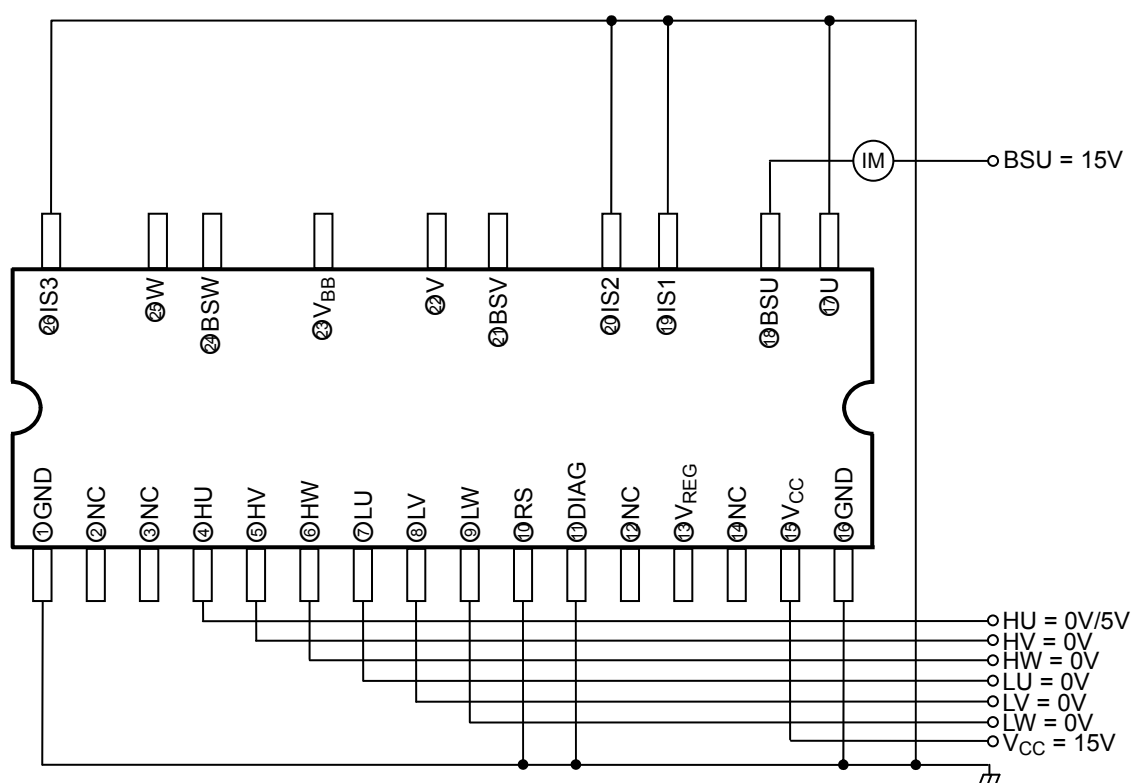 IM
BSU = 15V
㉖IS3
㉕W
㉔BSW
㉓VBB
㉒V
㉑BSV
⑳IS2
⑲IS1
⑱BSU
⑰U
①GND
②NC
③NC
④HU
⑤HV
⑥HW
⑦LU
⑧LV
⑨LW
⑩RS
⑪DIAG
⑫NC
⑬VREG
⑭NC
⑮VCC
⑯GND
HU = 0V/5V
HV = 0V
HW = 0V
LU = 0V
LV = 0V
LW = 0V
VCC = 15V